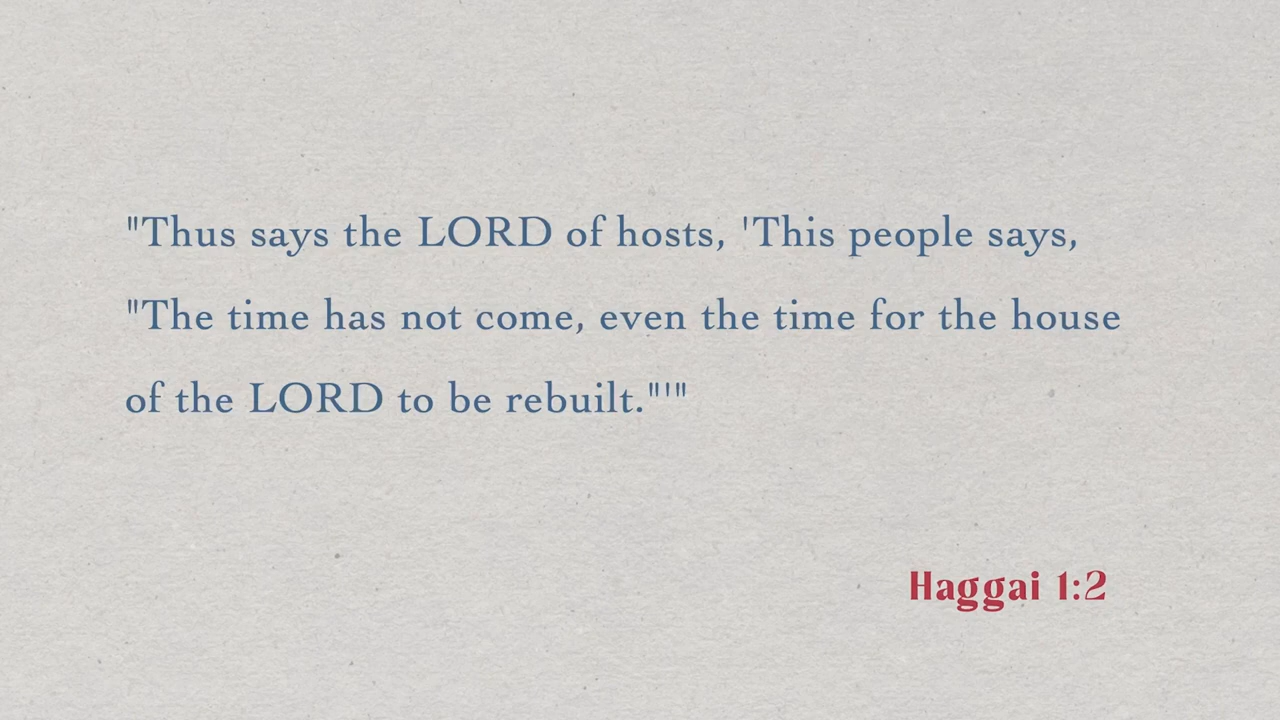 "Thus says the LORD of hosts, 'This people says,
"The time has not come, even the time for the house
of the LORD to be rebuilt."'"
Haggai 1:2